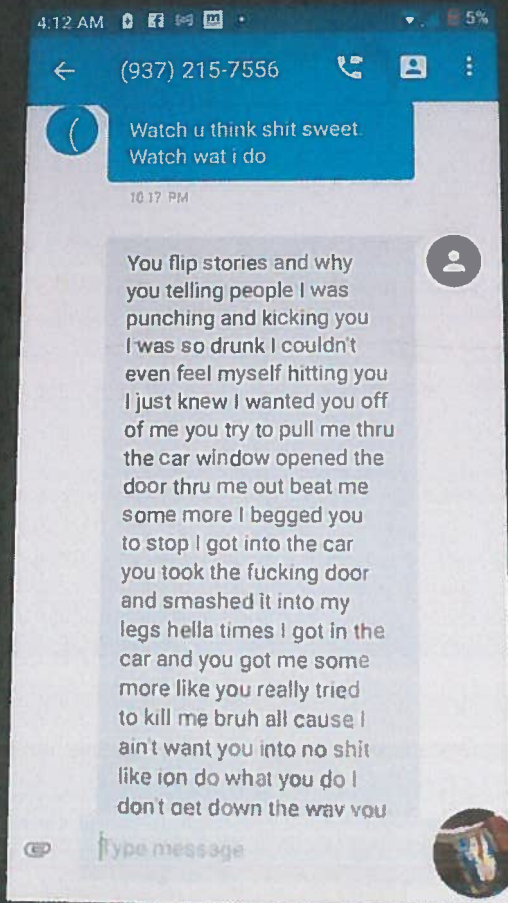 4:12 AM
5%
(937) 215-7556
Watch u think shit sweet.
Watch wat i do
10:17 PM
You flip stories and why
you telling people I was
punching and kicking you
I was so drunk I couldn't
even feel myself hitting you
I just knew I wanted you off
of me you try to pull me thru
the car window opened the
door thru me out beat me
some more I begged you
to stop I got into the car
you took the fucking door
and smashed it into my
legs hella times I got in the
car and you got me some
more like you really tried
to kill me bruh all cause I
ain't want you into no shit
like ion do what you do I
don't get down the way you
Type message